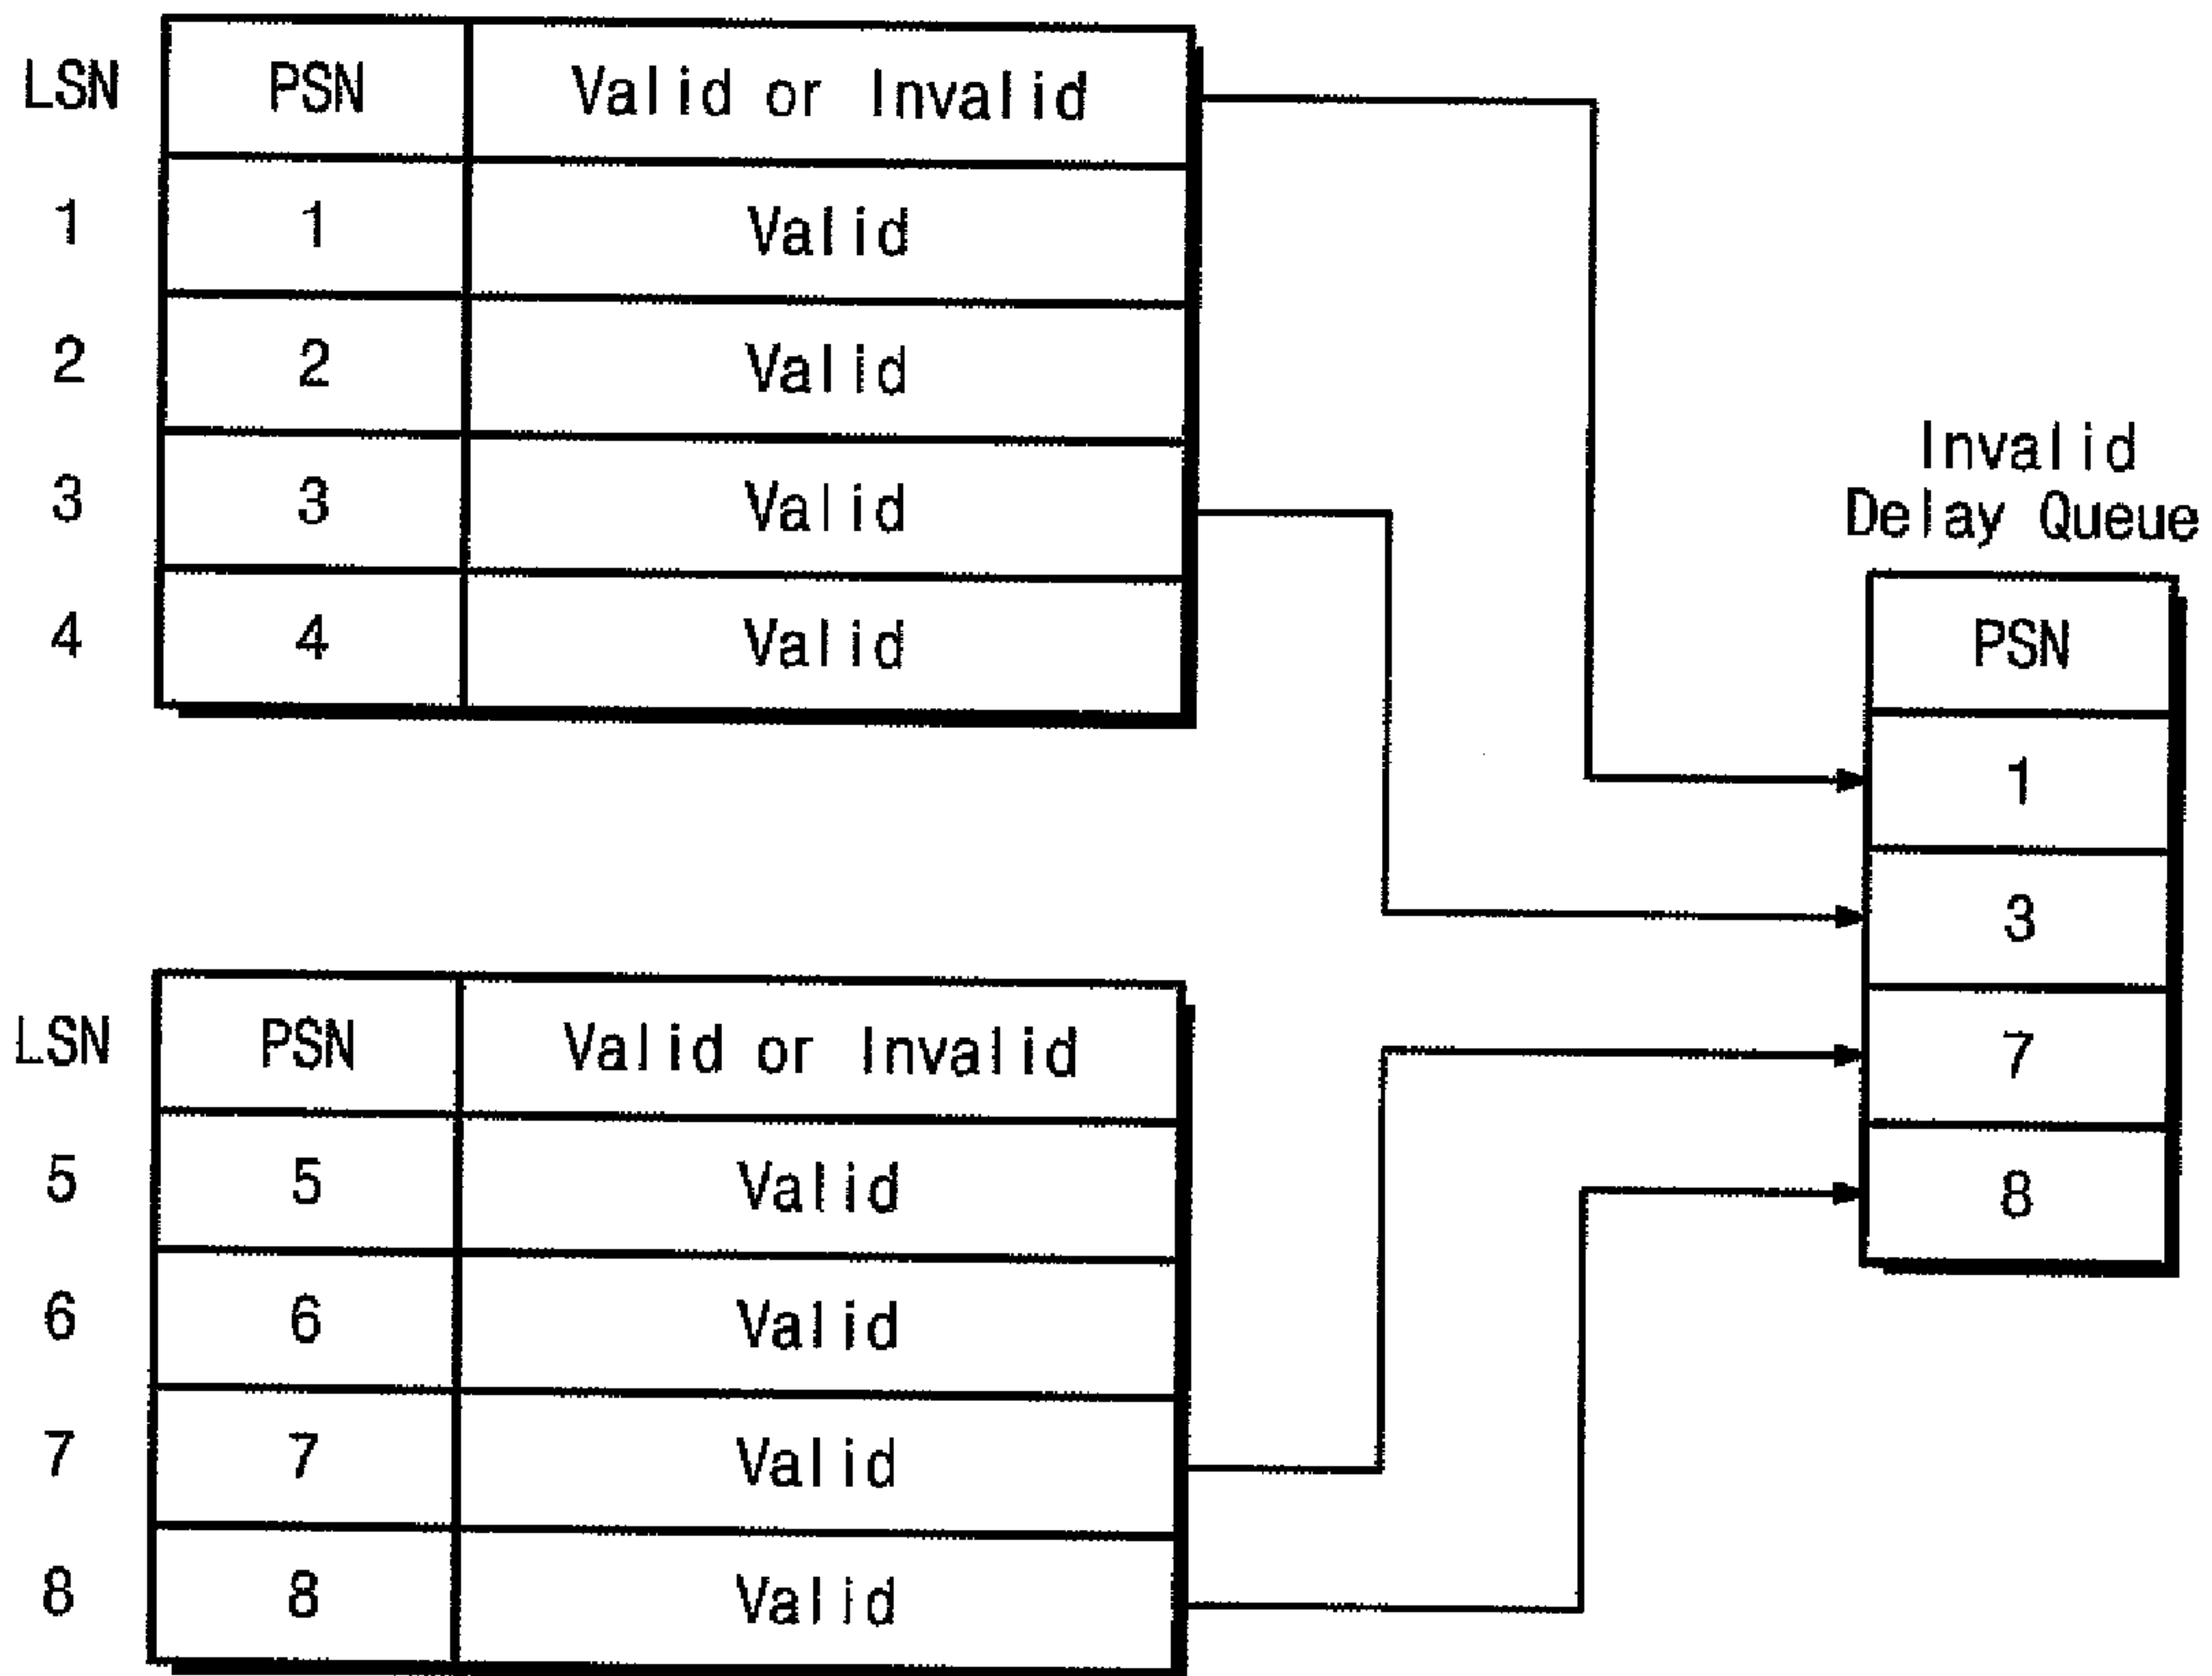 LSN PSN Valid or Invalid
1 1 Valid
2 2 Valid
3 3 Valid
4 4 Valid
LSN PSN Valid or Invalid
5 5 Valid
6 6 Valid
7 7 Valid
8 8 Valid
Invalid
Delay Queue
PSN
1
3
7
8